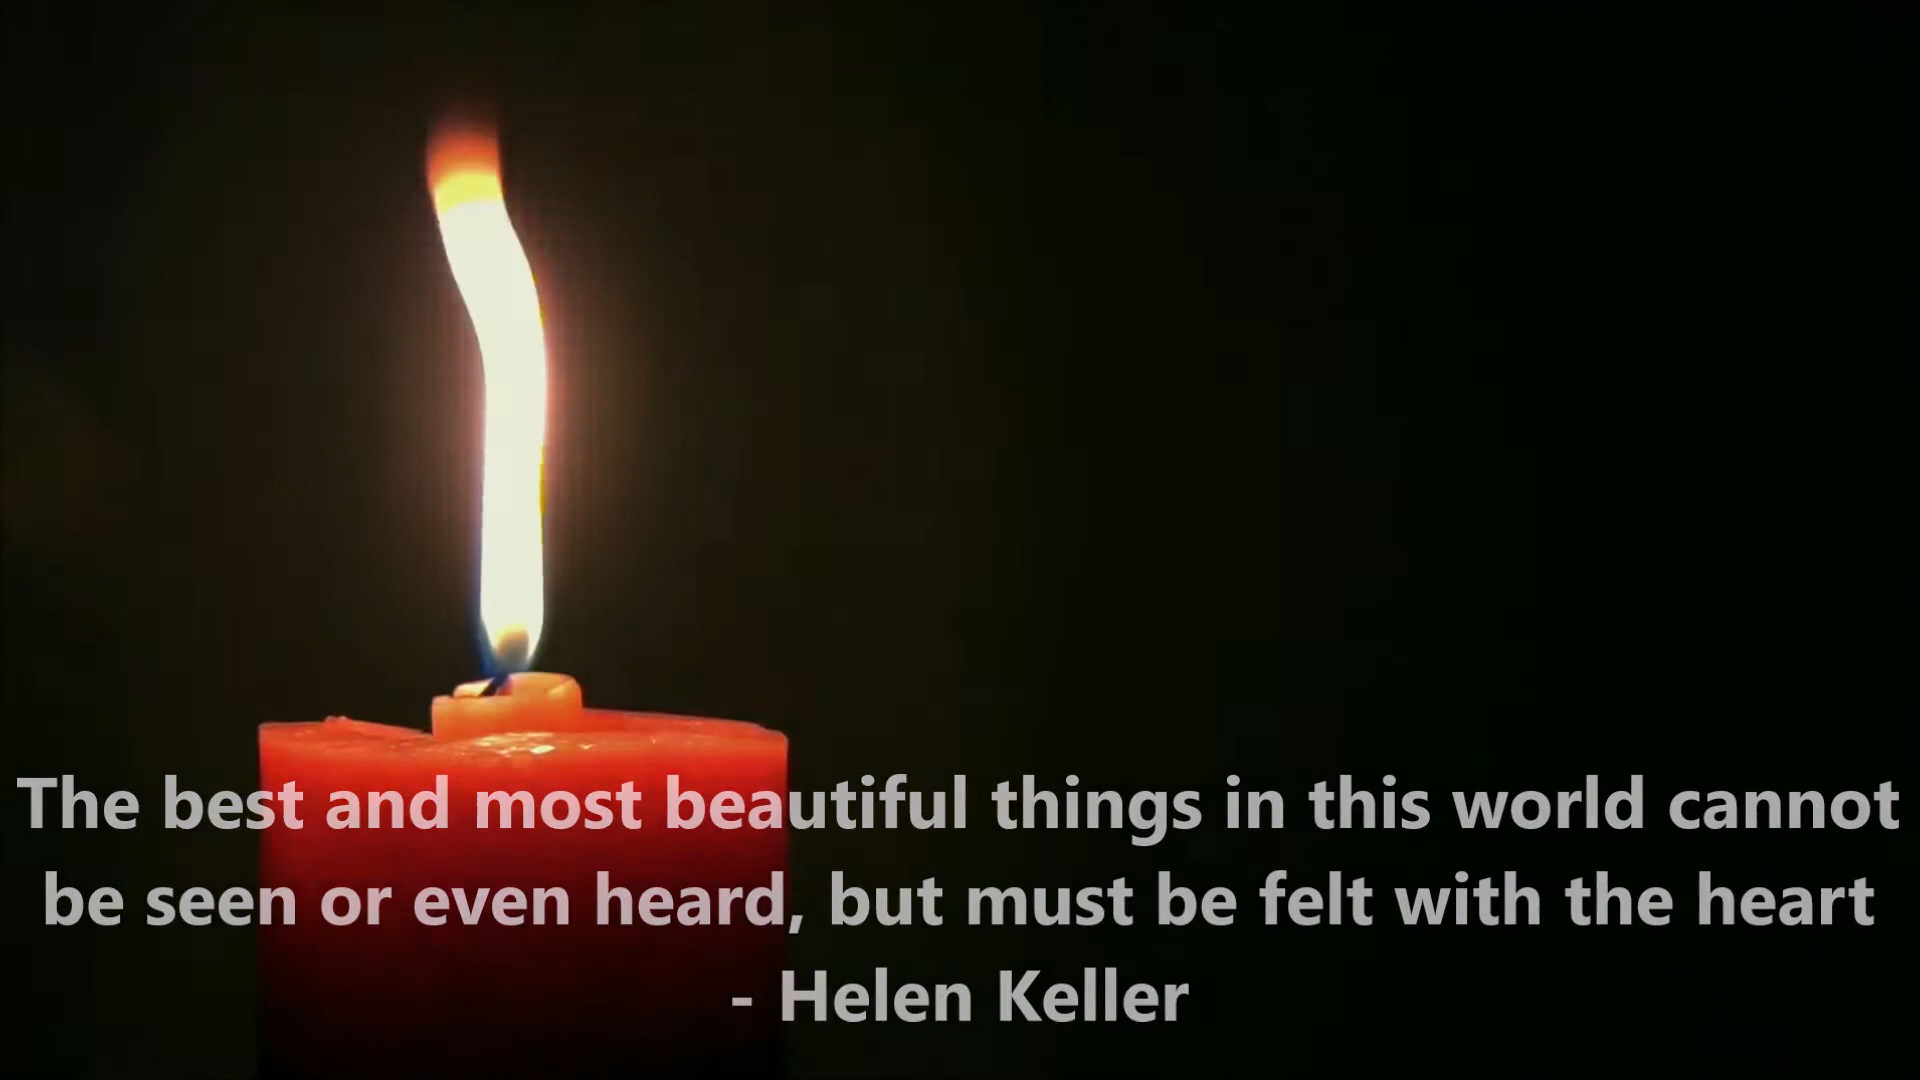 The best and most beautiful things in this world cannot
be seen or even heard, but must be felt with the heart
- Helen Keller